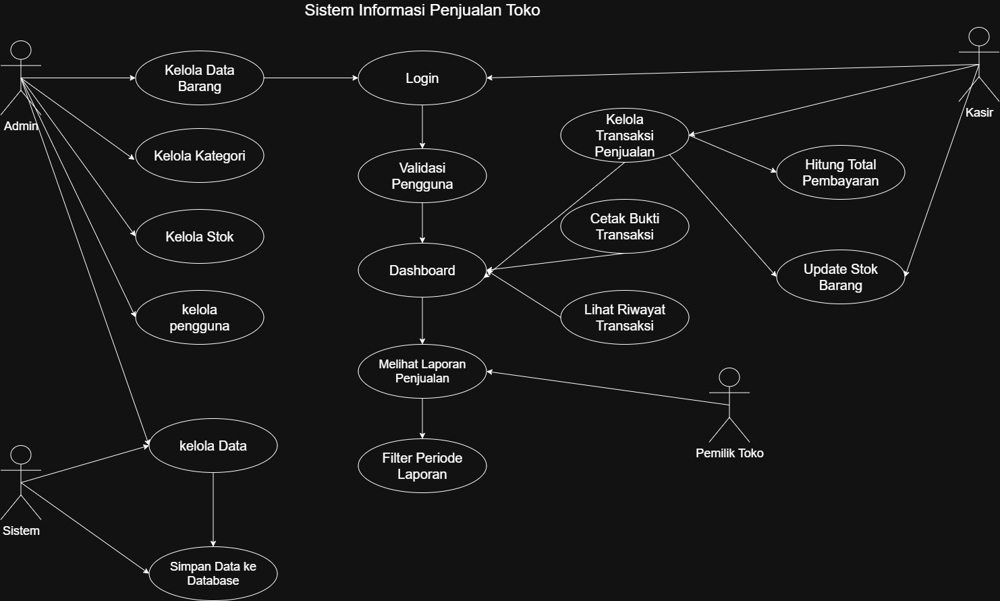 Sistem Informasi Penjualan Toko
Admin
Kelola Data
Barang
Login
Kasir
Kelola Kategori
Validasi
Pengguna
Kelola
Transaksi
Penjualan
Hitung Total
Pembayaran
Kelola Stok
Cetak Bukti
Transaksi
Dashboard
Update Stok
Barang
kelola
pengguna
Lihat Riwayat
Transaksi
Melihat Laporan
Penjualan
Pemilik Toko
kelola Data
Filter Periode
Laporan
Sistem
Simpan Data ke
Database